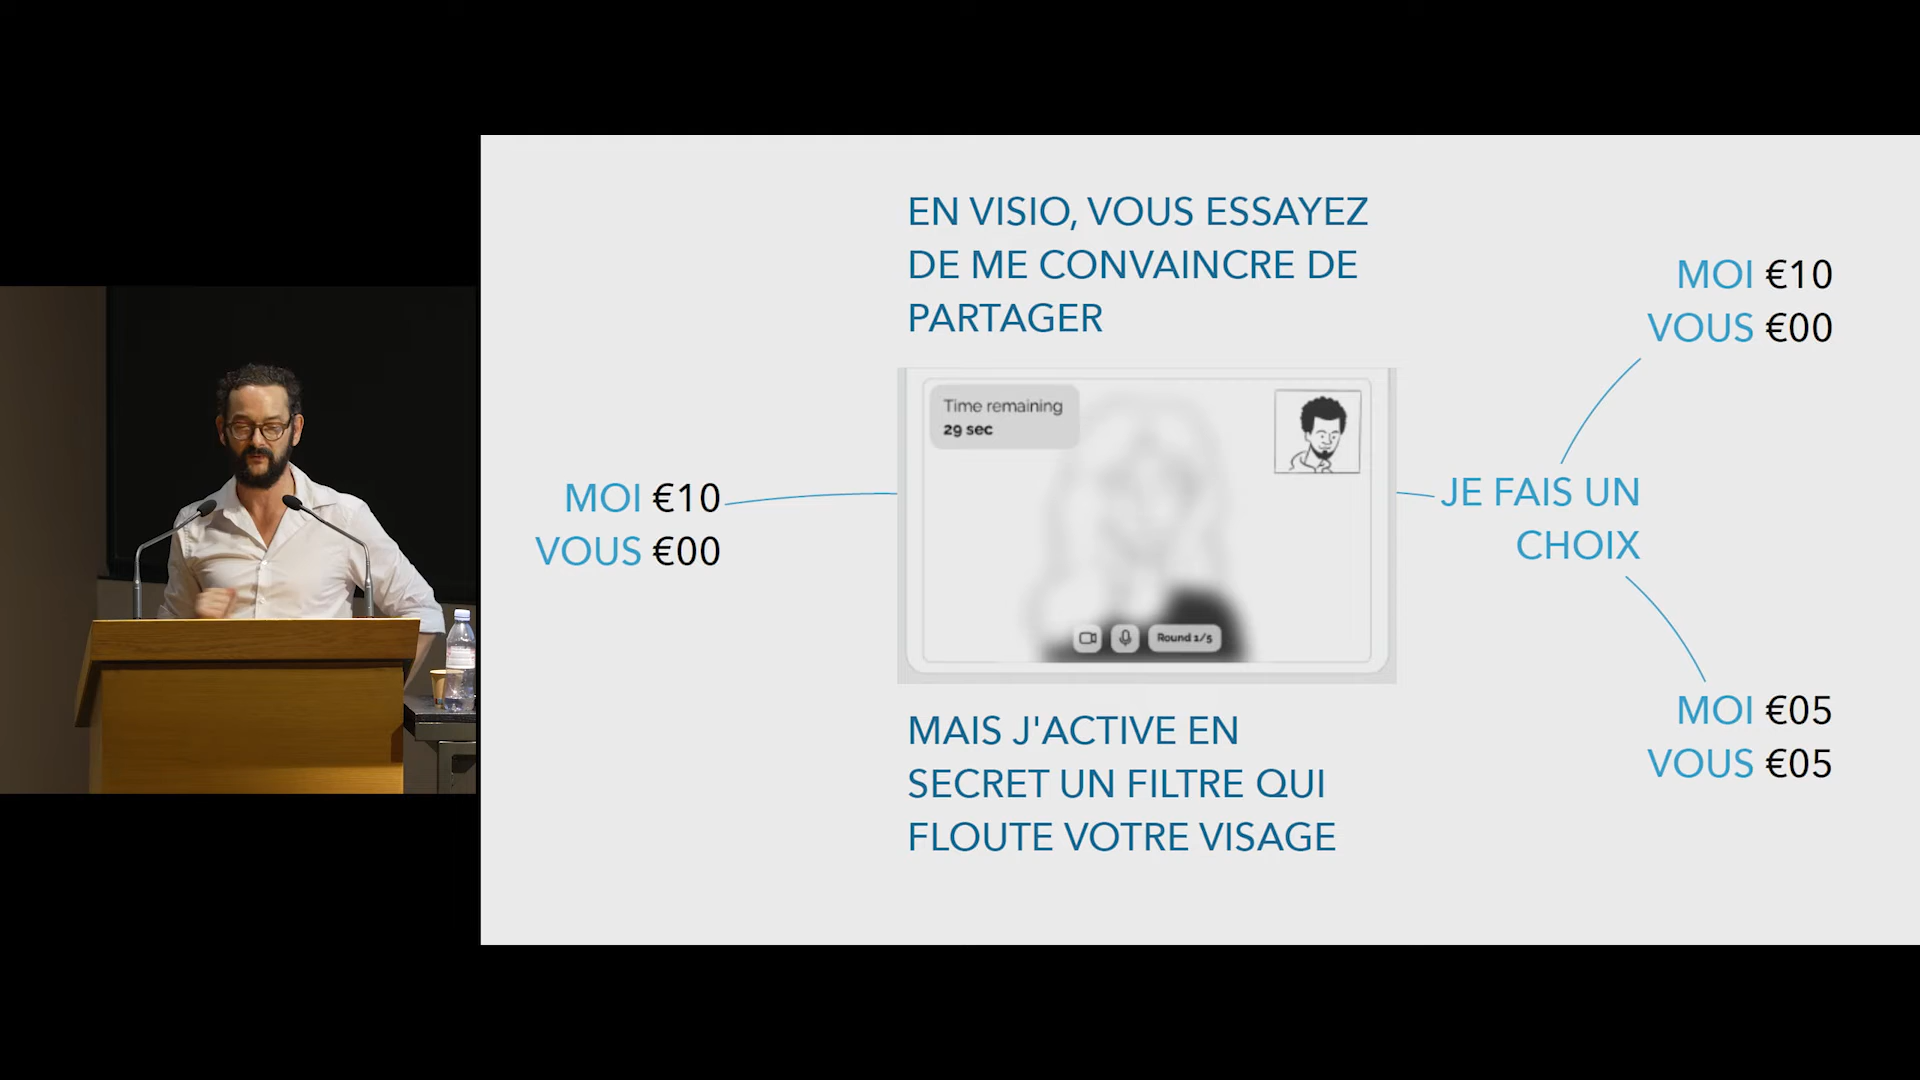 EN VISIO, VOUS ESSAYEZ
DE ME CONVAINCRE DE
PARTAGER
MOI €10
VOUS €00
Time remaining
29 sec
Round 1/5
JE FAIS UN
CHOIX
MOI €10
VOUS €00
MOI €05
VOUS €05
MAIS J'ACTIVE EN
SECRET UN FILTRE QUI
FLOUTE VOTRE VISAGE